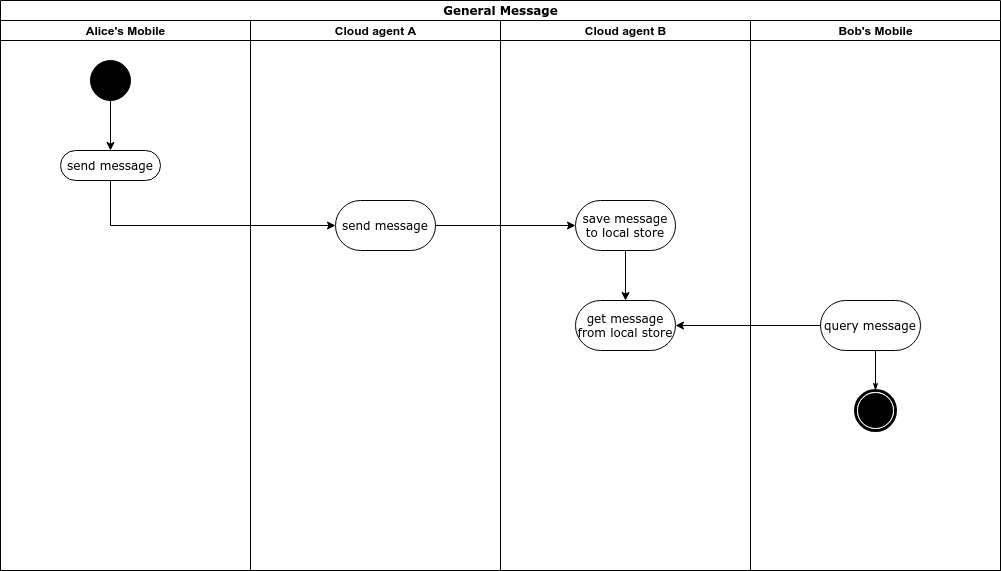 General Message
Alice's Mobile
Cloud agent A
Cloud agent B
Bob's Mobile
send message
send message
save message
to local store
get message
from local store
query message